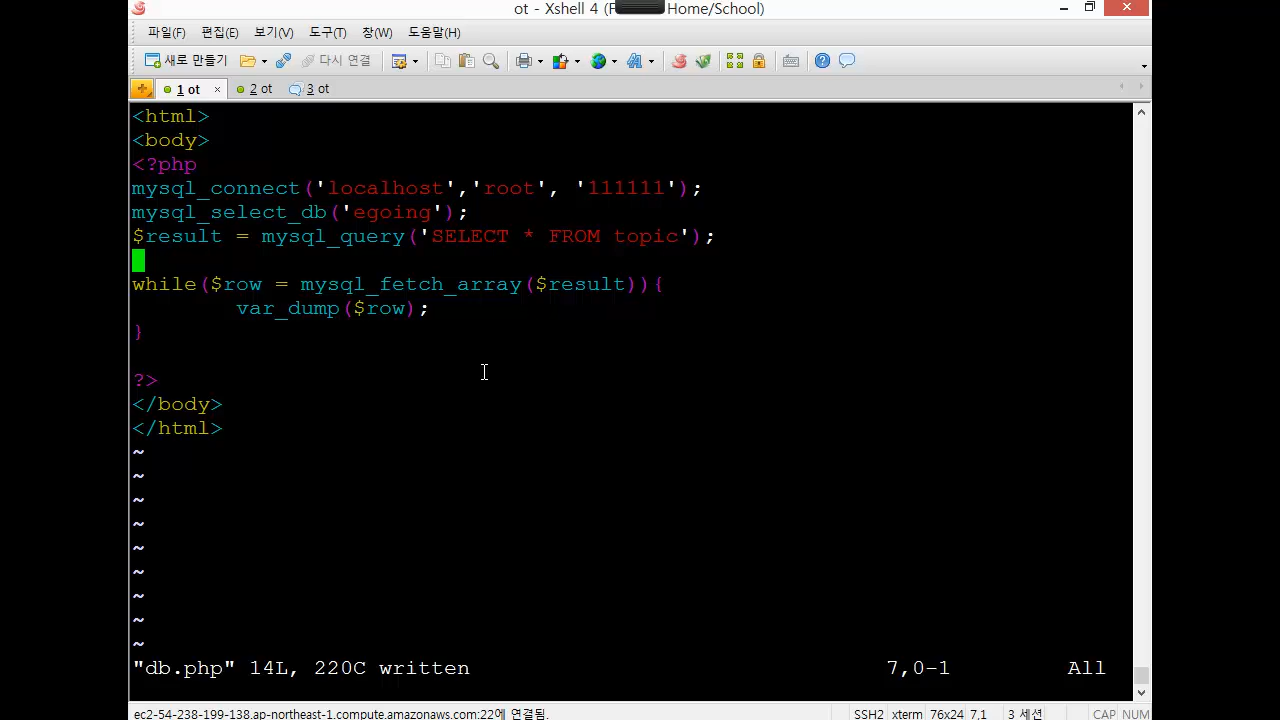 ot - Xshell 4 (F Home/School)
파일(F) 편집(E) 보기(V) 도구(T) 창(W) 도움말(H)
새로 만들기 다시 연결
1 ot × 2 ot 3 ot
<html>
<body>
<?php
mysql_connect('localhost','root', '111111');
mysql_select_db('egoing');
$result = mysql_query('SELECT * FROM topic');
while($row = mysql_fetch_array($result)){
var_dump($row);
}
?>
</body>
</html>
~
~
~
~
~
~
~
~
~
"db.php" 14L, 220C written 7,0-1 All
ec2-54-238-199-138.ap-northeast-1.compute.amazonaws.com:22에 연결됨. SSH2 xterm 76x24 7,1 3 세션 CAP NUM